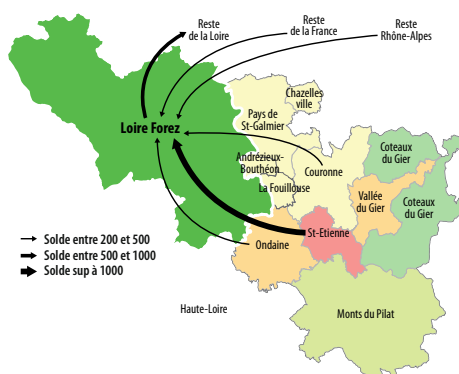 Reste
de la Loire
Reste
de la France
Reste
Rhône-Alpes
Chazelles
ville
Pays de
St-Galmier
Loire Forez
Andrézieux-
Bouthéon
La Fouillouse
Couronne
Coteaux
du Gier
Vallée
du Gier
Coteaux
du Gier
St-Etienne
Ondaine
Solde entre 200 et 500
Solde entre 500 et 1000
Solde sup à 1000
Haute-Loire
Monts du Pilat